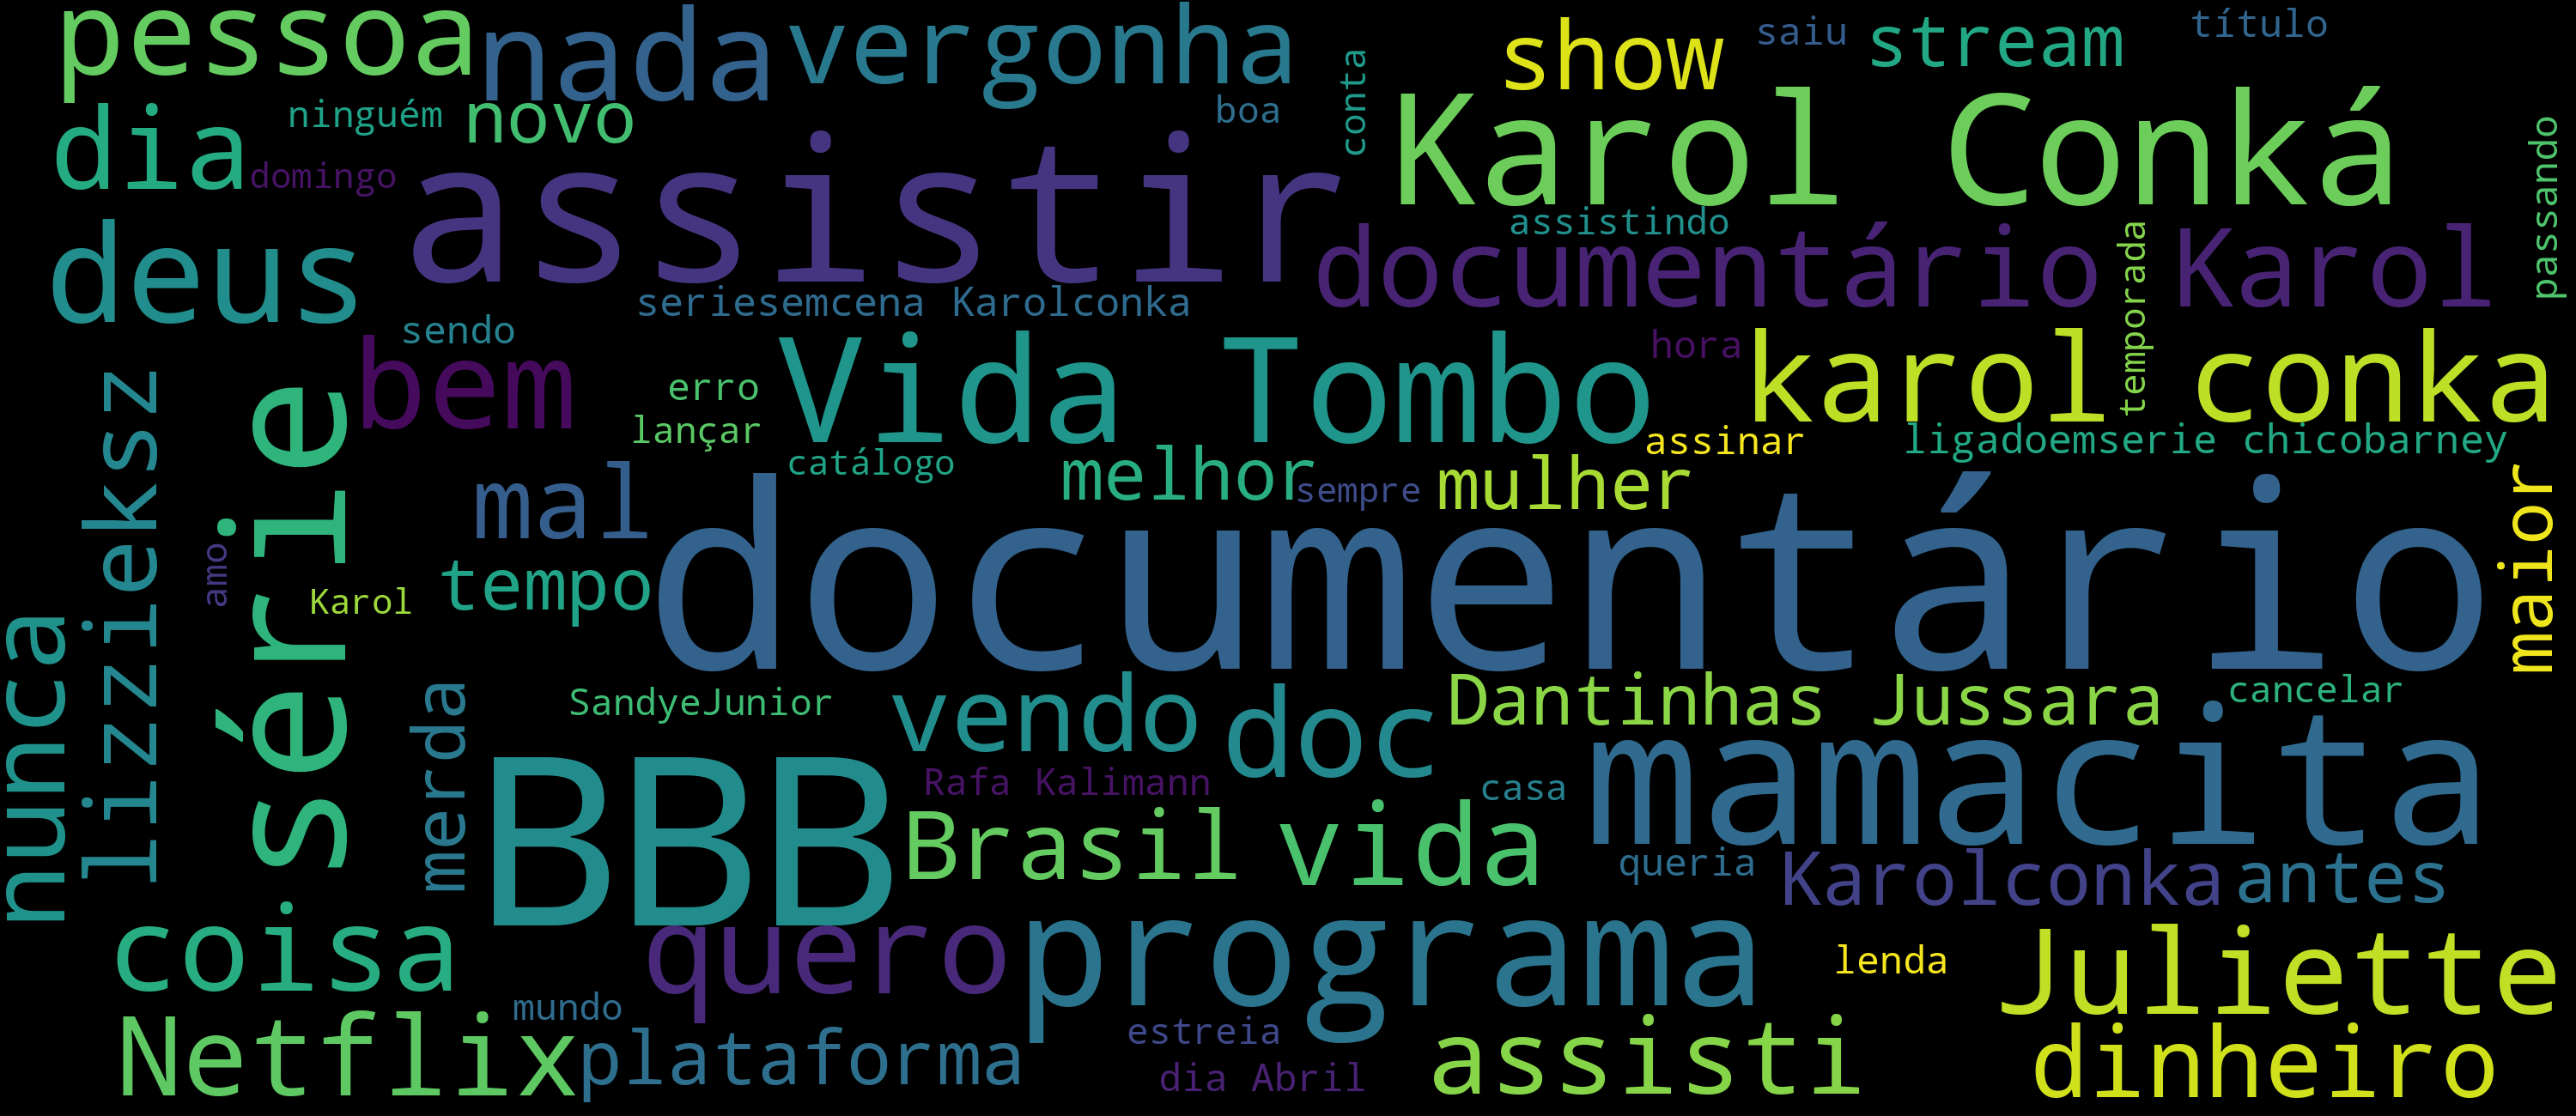 pessoa
nada
vergonha
conta
show
saiu
stream
título
dia
ninguém
novo
boa
Karol Conká
passando
domingo
assistir
assistindo
deus
documentário Karol
temporada
seriesemcena Karolconka
sendo
bem
Vida Tombo
hora
karol conka
erro
lançar
catálogo
melhor
sempre
assinar
mulher
ligadoemserie chicobarney
lizzieksz
série
mal
documentário
maior
amo
Karol
tempo
nunca
merda
SandyeJunior
vendo
doc
Dantinhas Jussara
cancelar
BBB
Rafa Kalimann
casa
mamacita
Brasil
vida
queria
Karolconka
antes
coisa
quero
programa
lenda
Juliette
Netflix
mundo
plataforma
estreia
dia Abril
assisti
dinheiro